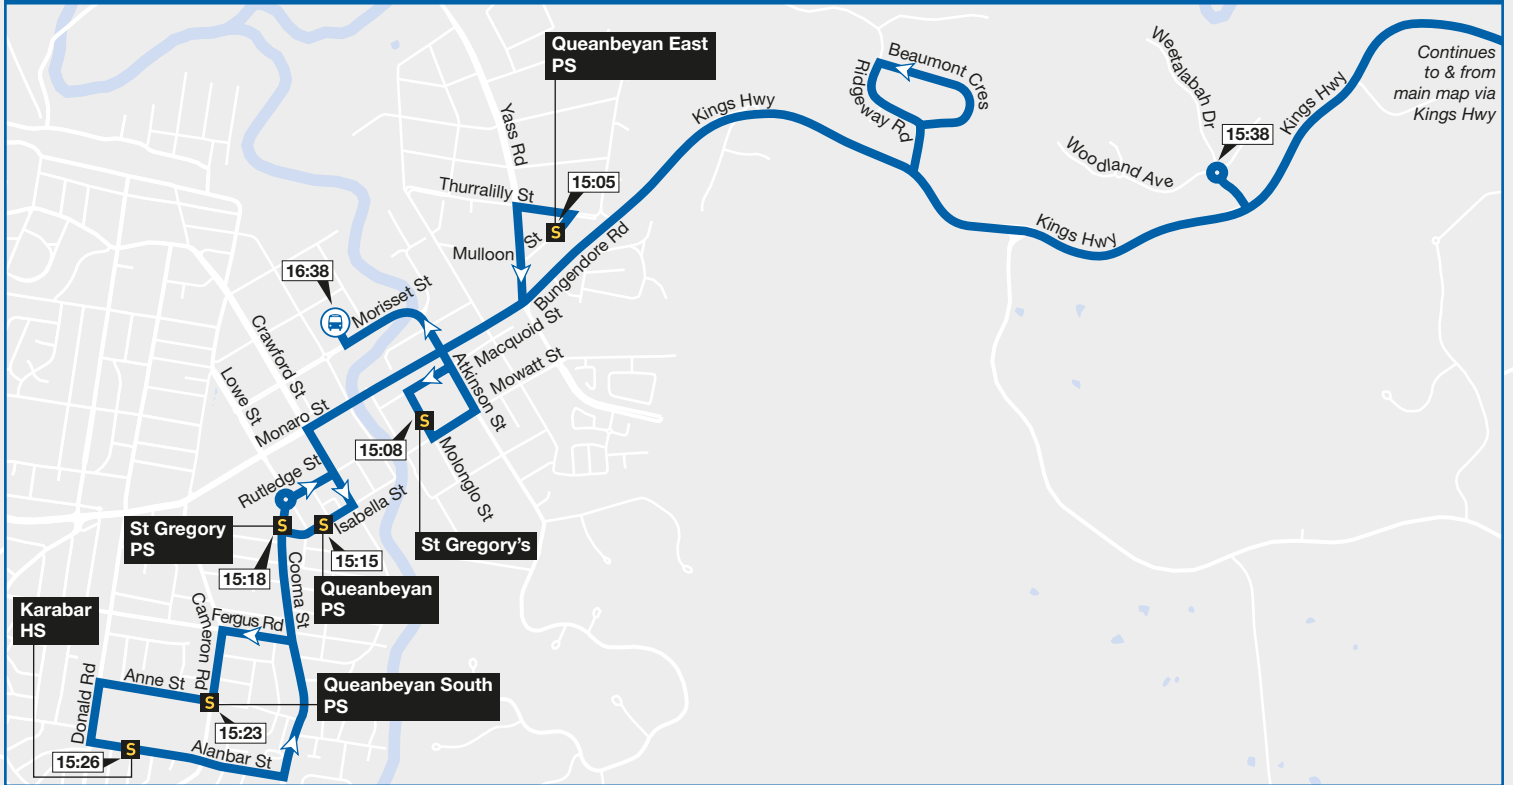 Queanbeyan East
PS
Beaumont Cres
Ridgeway Rd
Weetalabah Dr
Continues
to & from
main map via
Kings Hwy
Kings Hwy
Kings Hwy
Yass Rd
15:38
Woodland Ave
Thurralilly St
15:05
Kings Hwy
Mulloon St
Bungendore Rd
16:38
Morisset St
Crawford St
Macquoid St
Mowatt St
Atkinson St
Lowe St
Monaro St
15:08
Molonglo St
Rutledge St
Isabella St
St Gregory
PS
St Gregory's
15:15
15:18
Cooma St
Queanbeyan
PS
Karabar
HS
Cameron Rd
Fergus Rd
Anne St
Donald Rd
Queanbeyan South
PS
15:23
15:26
Alanbar St
S
S
S
S
S
S